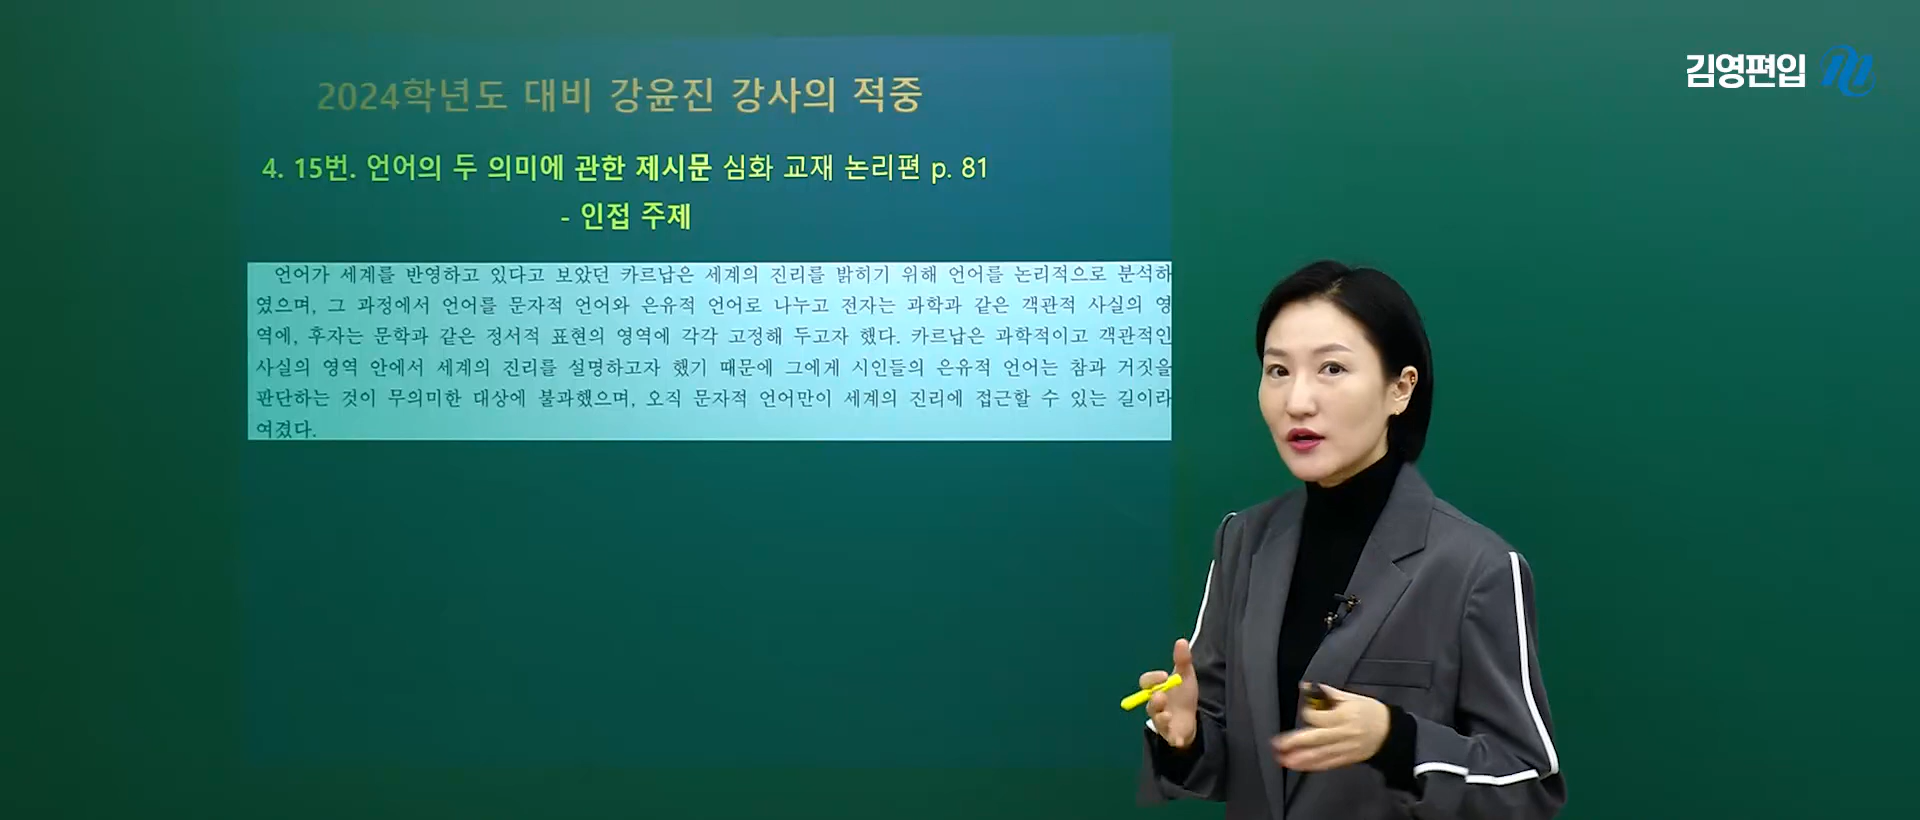 김영편입
2024학년도 대비 강윤진 강사의 적중
4. 15번. 언어의 두 의미에 관한 제시문 심화 교재 논리편 p. 81
- 인접 주제
언어가 세계를 반영하고 있다고 보았던 카르납은 세계의 진리를 밝히기 위해 언어를 논리적으로 분석하
였으며, 그 과정에서 언어를 문자적 언어와 은유적 언어로 나누고 전자는 과학과 같은 객관적 사실의 영
역에, 후자는 문학과 같은 정서적 표현의 영역에 각각 고정해 두고자 했다. 카르납은 과학적이고 객관적인
사실의 영역 안에서 세계의 진리를 설명하고자 했기 때문에 그에게 시인들의 은유적 언어는 참과 거짓을
판단하는 것이 무의미한 대상에 불과했으며, 오직 문자적 언어만이 세계의 진리에 접근할 수 있는 길이라
여겼다.